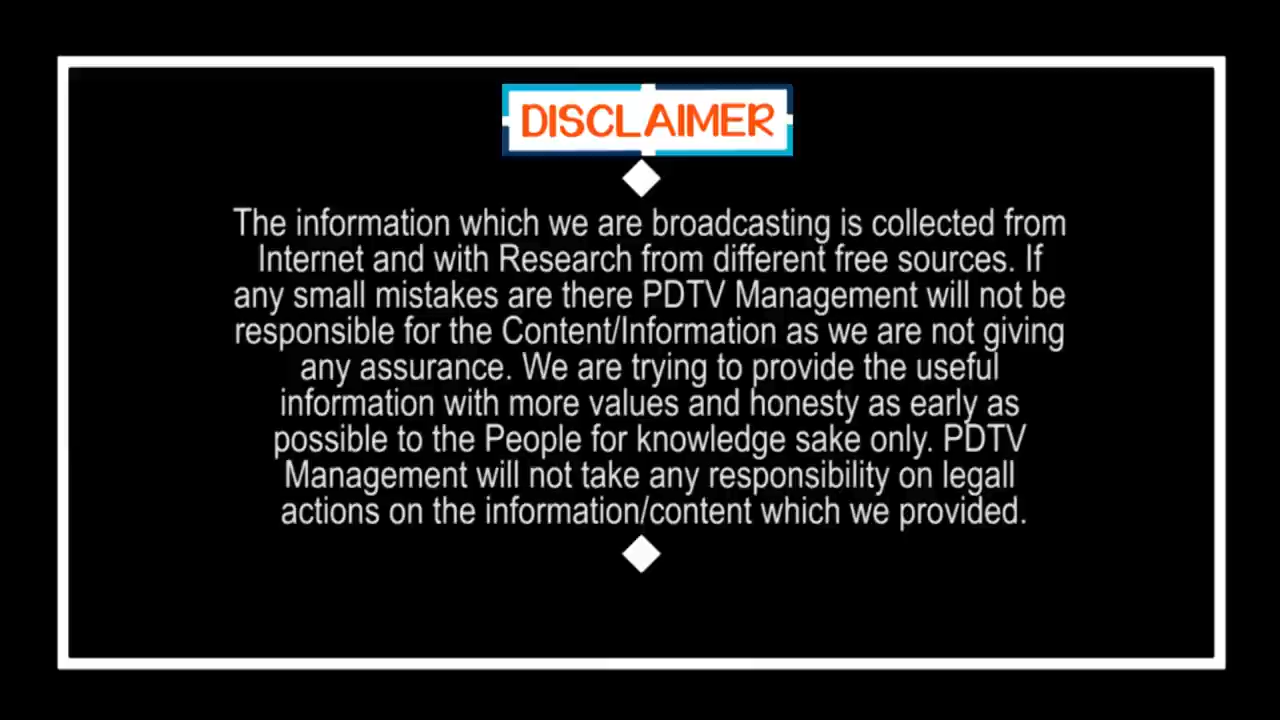 DISCLAIMER
The information which we are broadcasting is collected from
Internet and with Research from different free sources. If
any small mistakes are there PDTV Management will not be
responsible for the Content/Information as we are not giving
any assurance. We are trying to provide the useful
information with more values and honesty as early as
possible to the People for knowledge sake only. PDTV
Management will not take any responsibility on legall
actions on the information/content which we provided.